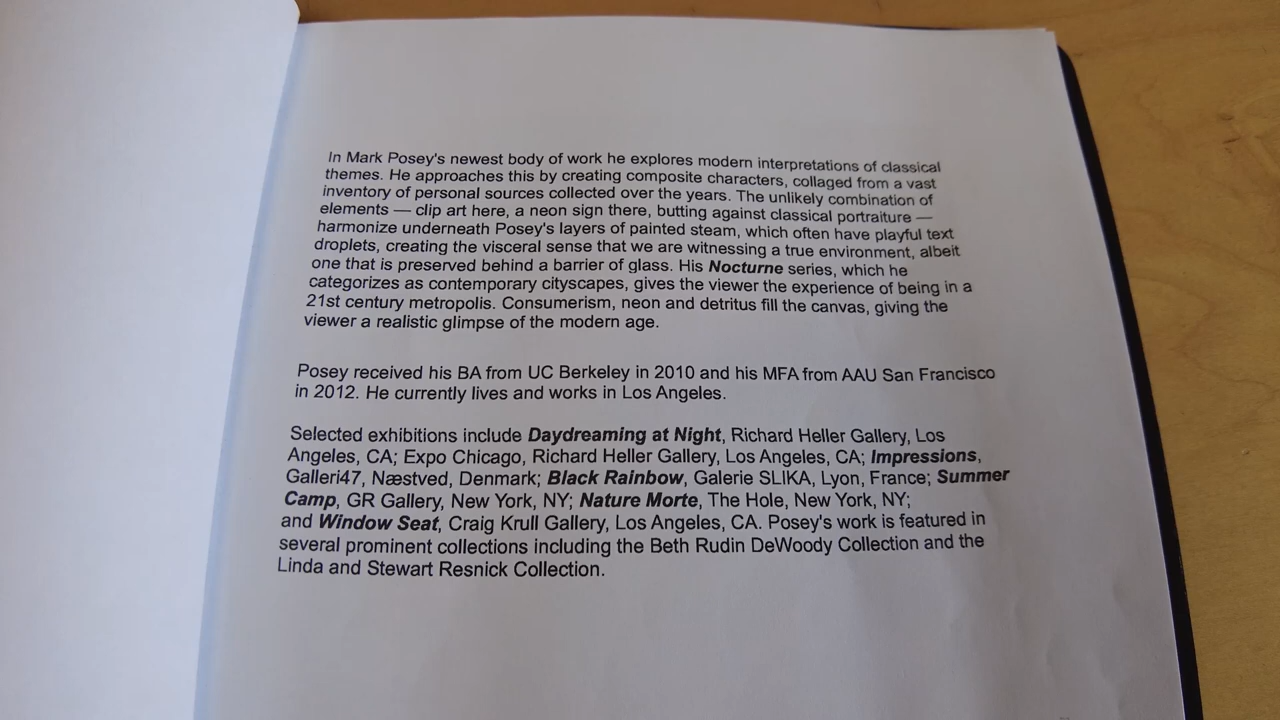 In Mark Posey's newest body of work he explores modern interpretations of classical
themes. He approaches this by creating composite characters, collaged from a vast
inventory of personal sources collected over the years. The unlikely combination of
elements — clip art here, a neon sign there, butting against classical portraiture —
harmonize underneath Posey's layers of painted steam, which often have playful text
droplets, creating the visceral sense that we are witnessing a true environment, albeit
one that is preserved behind a barrier of glass. His Nocturne series, which he
categorizes as contemporary cityscapes, gives the viewer the experience of being in a
21st century metropolis. Consumerism, neon and detritus fill the canvas, giving the
viewer a realistic glimpse of the modern age.
Posey received his BA from UC Berkeley in 2010 and his MFA from AAU San Francisco
in 2012. He currently lives and works in Los Angeles.
Selected exhibitions include Daydreaming at Night, Richard Heller Gallery, Los
Angeles, CA; Expo Chicago, Richard Heller Gallery, Los Angeles, CA; Impressions,
Galleri47, Næstved, Denmark; Black Rainbow, Galerie SLIKA, Lyon, France; Summer
Camp, GR Gallery, New York, NY; Nature Morte, The Hole, New York, NY;
and Window Seat, Craig Krull Gallery, Los Angeles, CA. Posey's work is featured in
several prominent collections including the Beth Rudin DeWoody Collection and the
Linda and Stewart Resnick Collection.